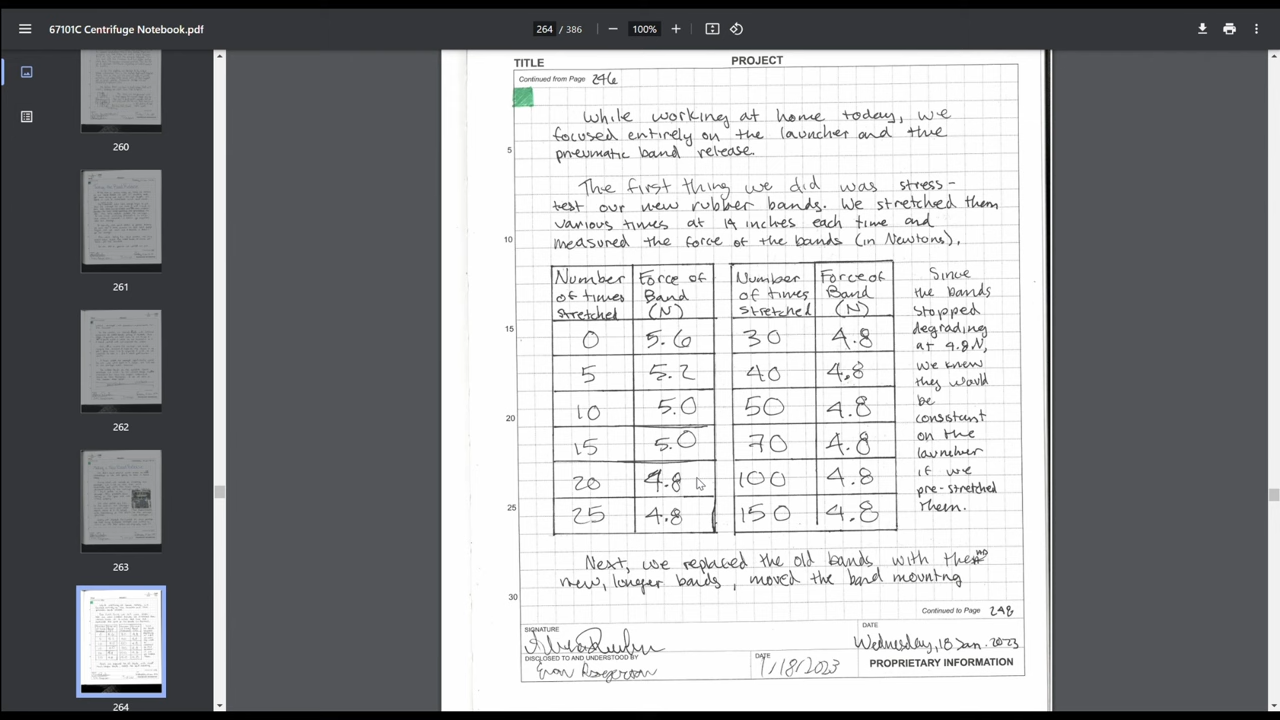 67101C Centrifuge Notebook.pdf
264 / 386
100%
260
261
262
263
264
TITLE
PROJECT
Continued from Page 246
While working at home today, we
focused entirely on the launcher and the
5
pneumatic band release.
The first thing we did was stress-
test our new rubber bands. We stretched them
various times at 14 inches each time and
10
measured the force of the bands (in Newtons).
Number of times stretched
Force of Band (N)
Number of times stretched
Force of Band (N)
15
0 5.6 30 4.8
5 5.2 40 4.8
20
10 5.0 50 4.8
15 5.0 70 4.8
20 4.8 100 4.8
25
25 4.8 150 4.8
Since
the bands
stopped
degrading
at 4.8N,
we knew
they would
be
consistant
on the
launcher
if we
pre-stretched
them.
Next, we replaced the old bands with the
new, longer bands, moved the band mounting
30
Continued to Page 248
SIGNATURE
DATE
Wednesday, 18 Jan. 2023
DISCLOSED TO AND UNDERSTOOD BY
DATE
1/18/2023
PROPRIETARY INFORMATION